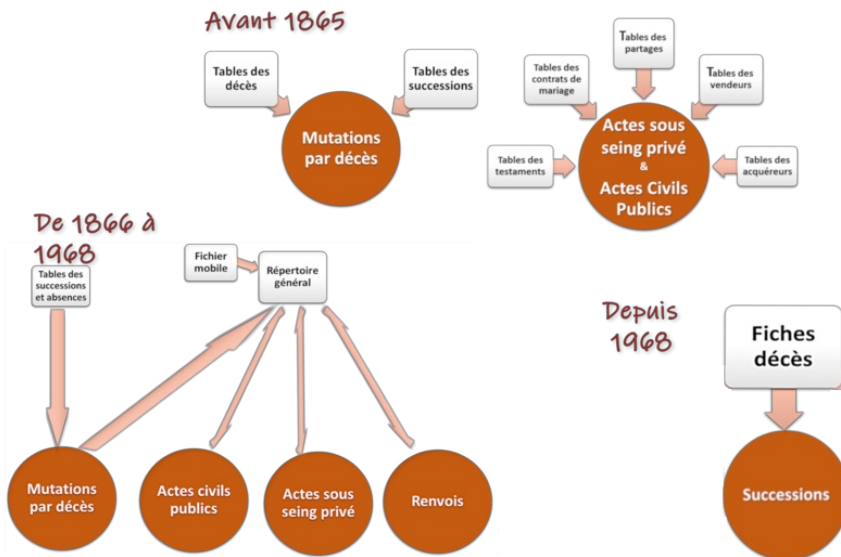 Avant 1865
Tables des
décès
Tables des
successions
Mutations
par décès
Tables des
partages
Tables des
contrats de
mariage
Tables des
vendeurs
Tables des
testaments
Tables des
acquéreurs
Actes sous
seing privé
&
Actes Civils
Publics
De 1866 à
1968
Tables des
successions
et absences
Fichier
mobile
Répertoire
général
Mutations
par décès
Actes civils
publics
Actes sous
seing privé
Renvois
Depuis
1968
Fiches
décès
Successions